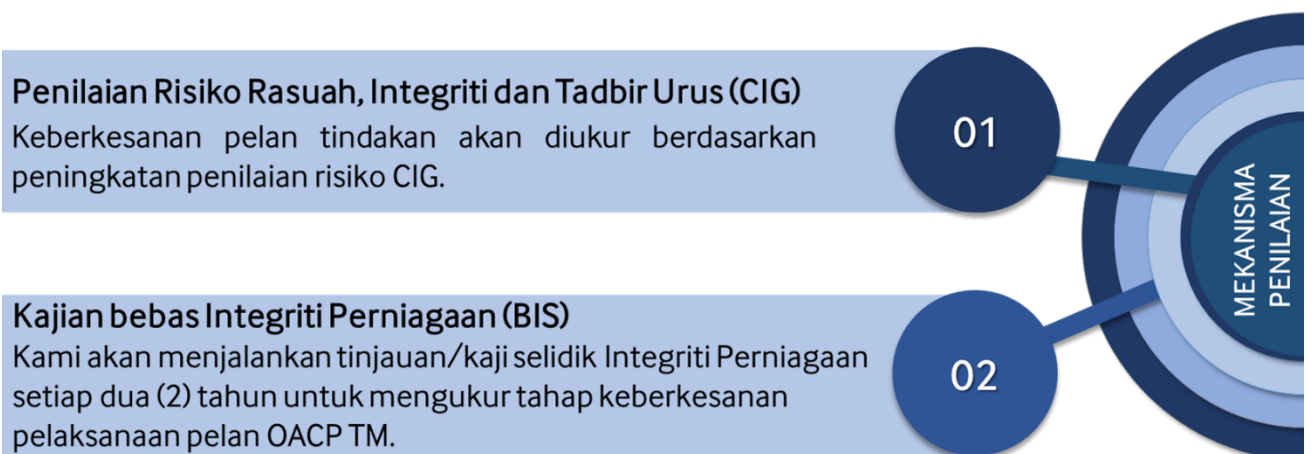 Penilaian Risiko Rasuah, Integriti dan Tadbir Urus (CIG)
Keberkesanan pelan tindakan akan diukur berdasarkan
peningkatan penilaian risiko CIG.
01
Kajian bebas Integriti Perniagaan (BIS)
Kami akan menjalankan tinjauan/kaji selidik Integriti Perniagaan
setiap dua (2) tahun untuk mengukur tahap keberkesanan
pelaksanaan pelan OACP TM.
02
MEKANISMA
PENILAIAN